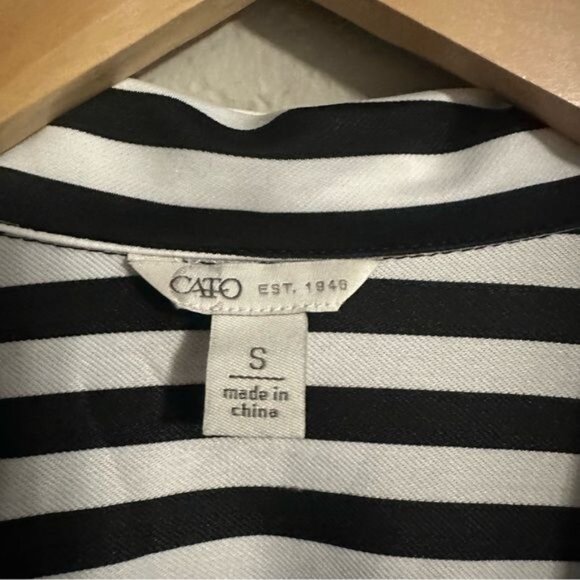 CATO EST. 1946
S
made in
china